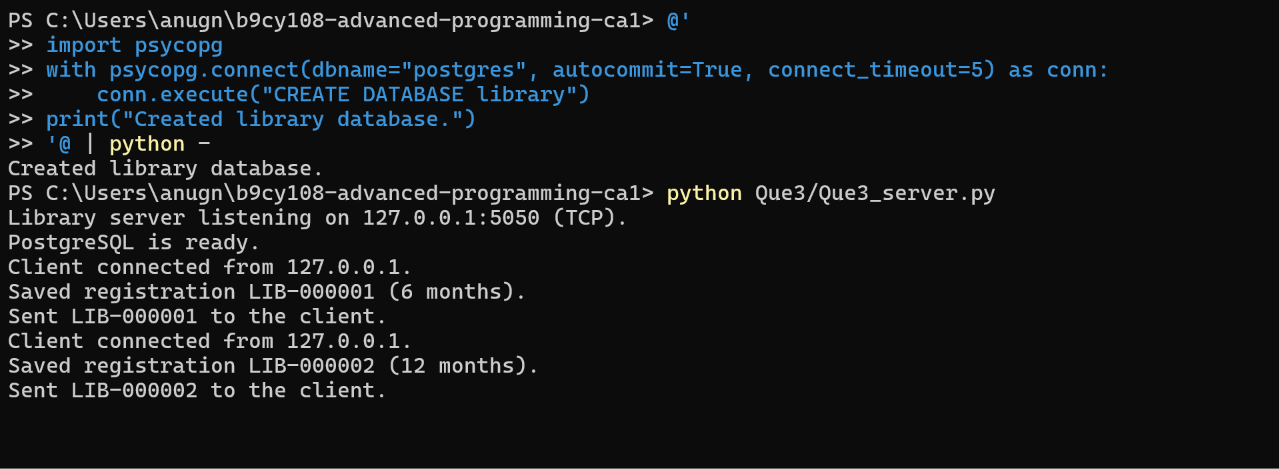 PS C:\Users\anugn\b9cy108-advanced-programming-ca1> @'
>> import psycopg
>> with psycopg.connect(dbname="postgres", autocommit=True, connect_timeout=5) as conn:
>>     conn.execute("CREATE DATABASE library")
>> print("Created library database.")
>> '@ | python -
Created library database.
PS C:\Users\anugn\b9cy108-advanced-programming-ca1> python Que3/Que3_server.py
Library server listening on 127.0.0.1:5050 (TCP).
PostgreSQL is ready.
Client connected from 127.0.0.1.
Saved registration LIB-000001 (6 months).
Sent LIB-000001 to the client.
Client connected from 127.0.0.1.
Saved registration LIB-000002 (12 months).
Sent LIB-000002 to the client.